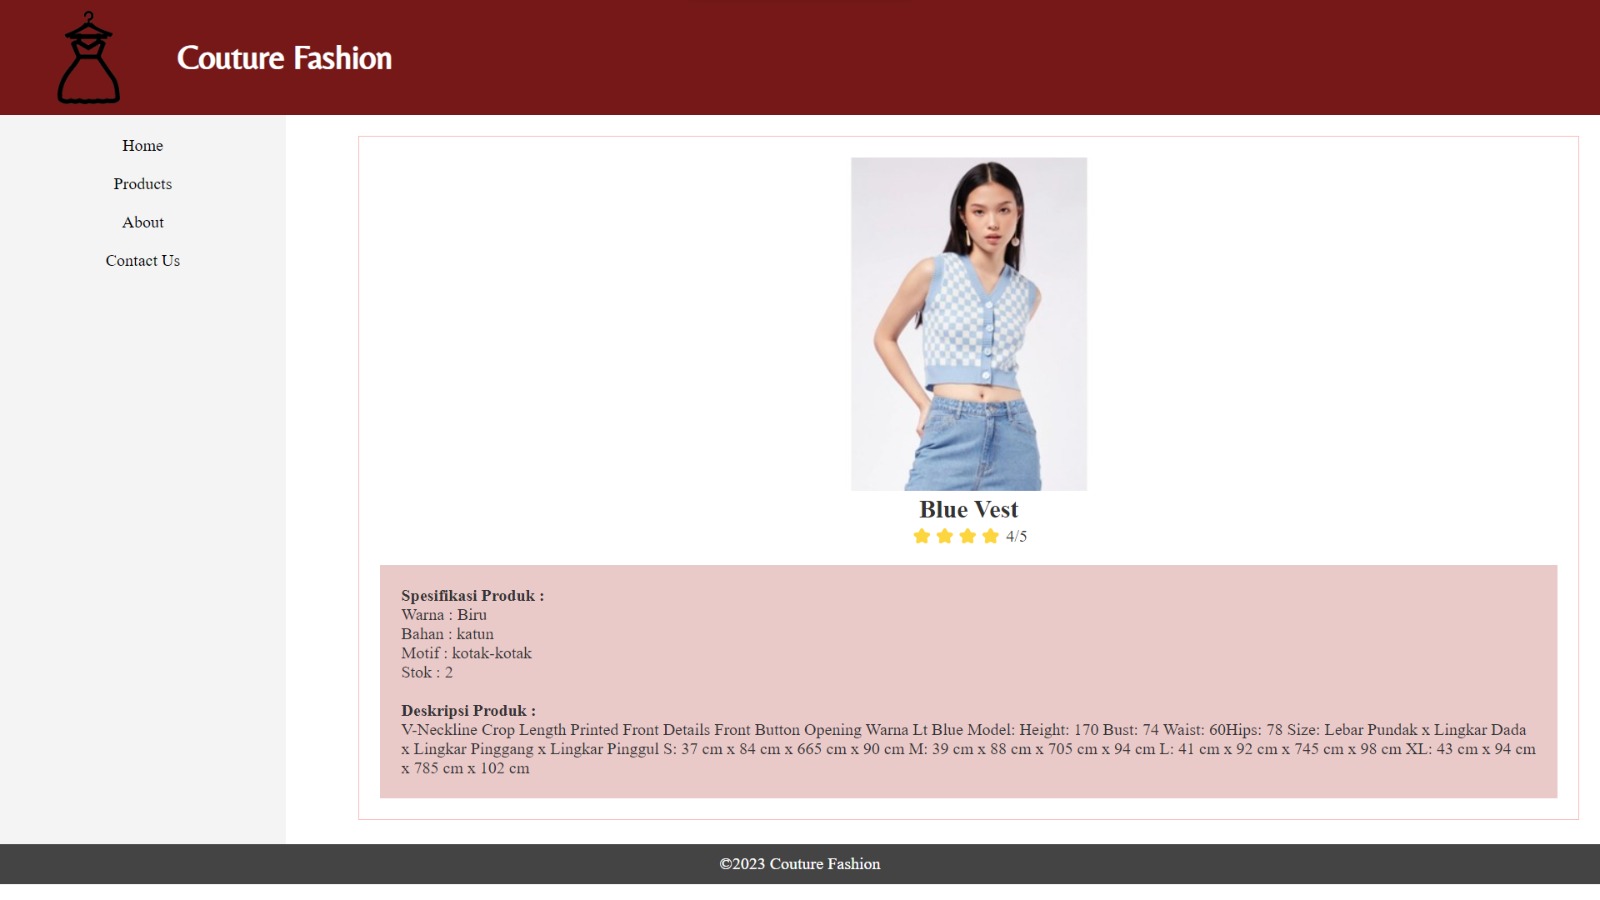 Couture Fashion
Home
Products
About
Contact Us
Blue Vest
4/5
Spesifikasi Produk :
Warna : Biru
Bahan : katun
Motif : kotak-kotak
Stok : 2
Deskripsi Produk :
V-Neckline Crop Length Printed Front Details Front Button Opening Warna Lt Blue Model: Height: 170 Bust: 74 Waist: 60Hips: 78 Size: Lebar Pundak x Lingkar Dada
x Lingkar Pinggang x Lingkar Pinggul S: 37 cm x 84 cm x 665 cm x 90 cm M: 39 cm x 88 cm x 705 cm x 94 cm L: 41 cm x 92 cm x 745 cm x 98 cm XL: 43 cm x 94 cm
x 785 cm x 102 cm
©2023 Couture Fashion